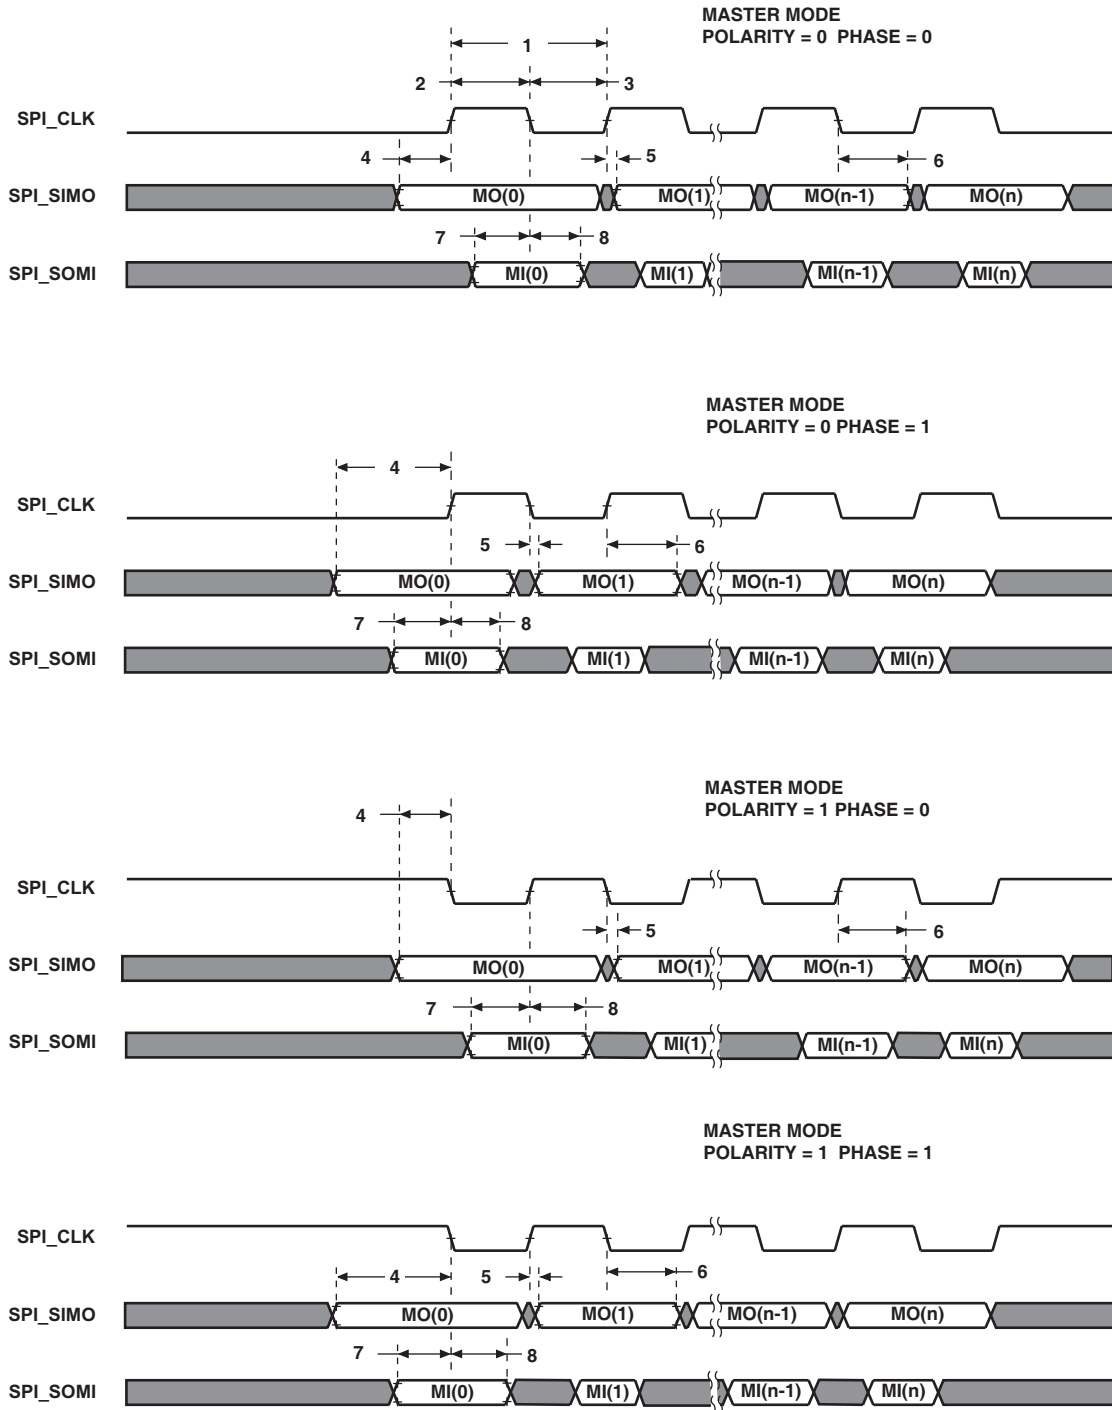 MASTER MODE
POLARITY = 0 PHASE = 0
1
2
3
SPI_CLK
4
5
6
SPI_SIMO
MO(0)
MO(1)
MO(n-1)
MO(n)
7
8
SPI_SOMI
MI(0)
MI(1)
MI(n-1)
MI(n)
MASTER MODE
POLARITY = 0 PHASE = 1
4
SPI_CLK
5
6
SPI_SIMO
MO(0)
MO(1)
MO(n-1)
MO(n)
7
8
SPI_SOMI
MI(0)
MI(1)
MI(n-1)
MI(n)
MASTER MODE
POLARITY = 1 PHASE = 0
4
SPI_CLK
5
6
SPI_SIMO
MO(0)
MO(1)
MO(n-1)
MO(n)
7
8
SPI_SOMI
MI(0)
MI(1)
MI(n-1)
MI(n)
MASTER MODE
POLARITY = 1 PHASE = 1
SPI_CLK
4
5
6
SPI_SIMO
MO(0)
MO(1)
MO(n-1)
MO(n)
7
8
SPI_SOMI
MI(0)
MI(1)
MI(n-1)
MI(n)